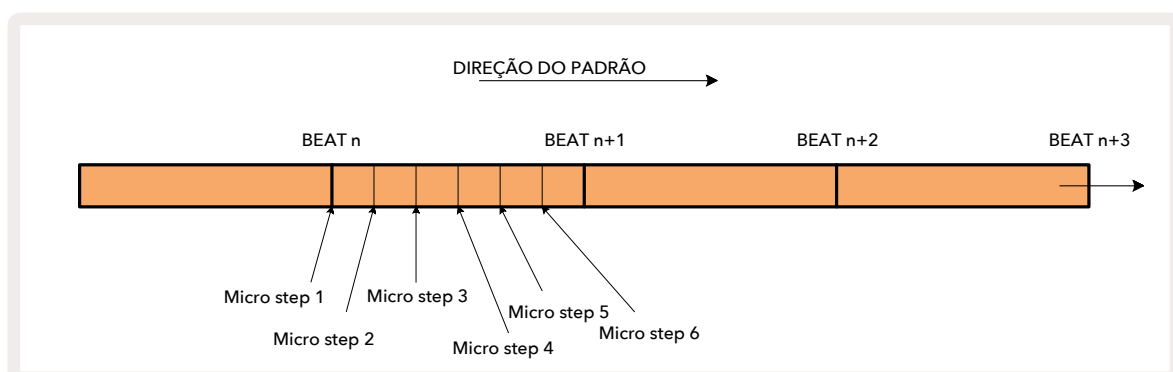 DIREÇÃO DO PADRÃO
BEAT n BEAT n+1 BEAT n+2 BEAT n+3
Micro step 1 Micro step 3 Micro step 5
Micro step 2 Micro step 4 Micro step 6